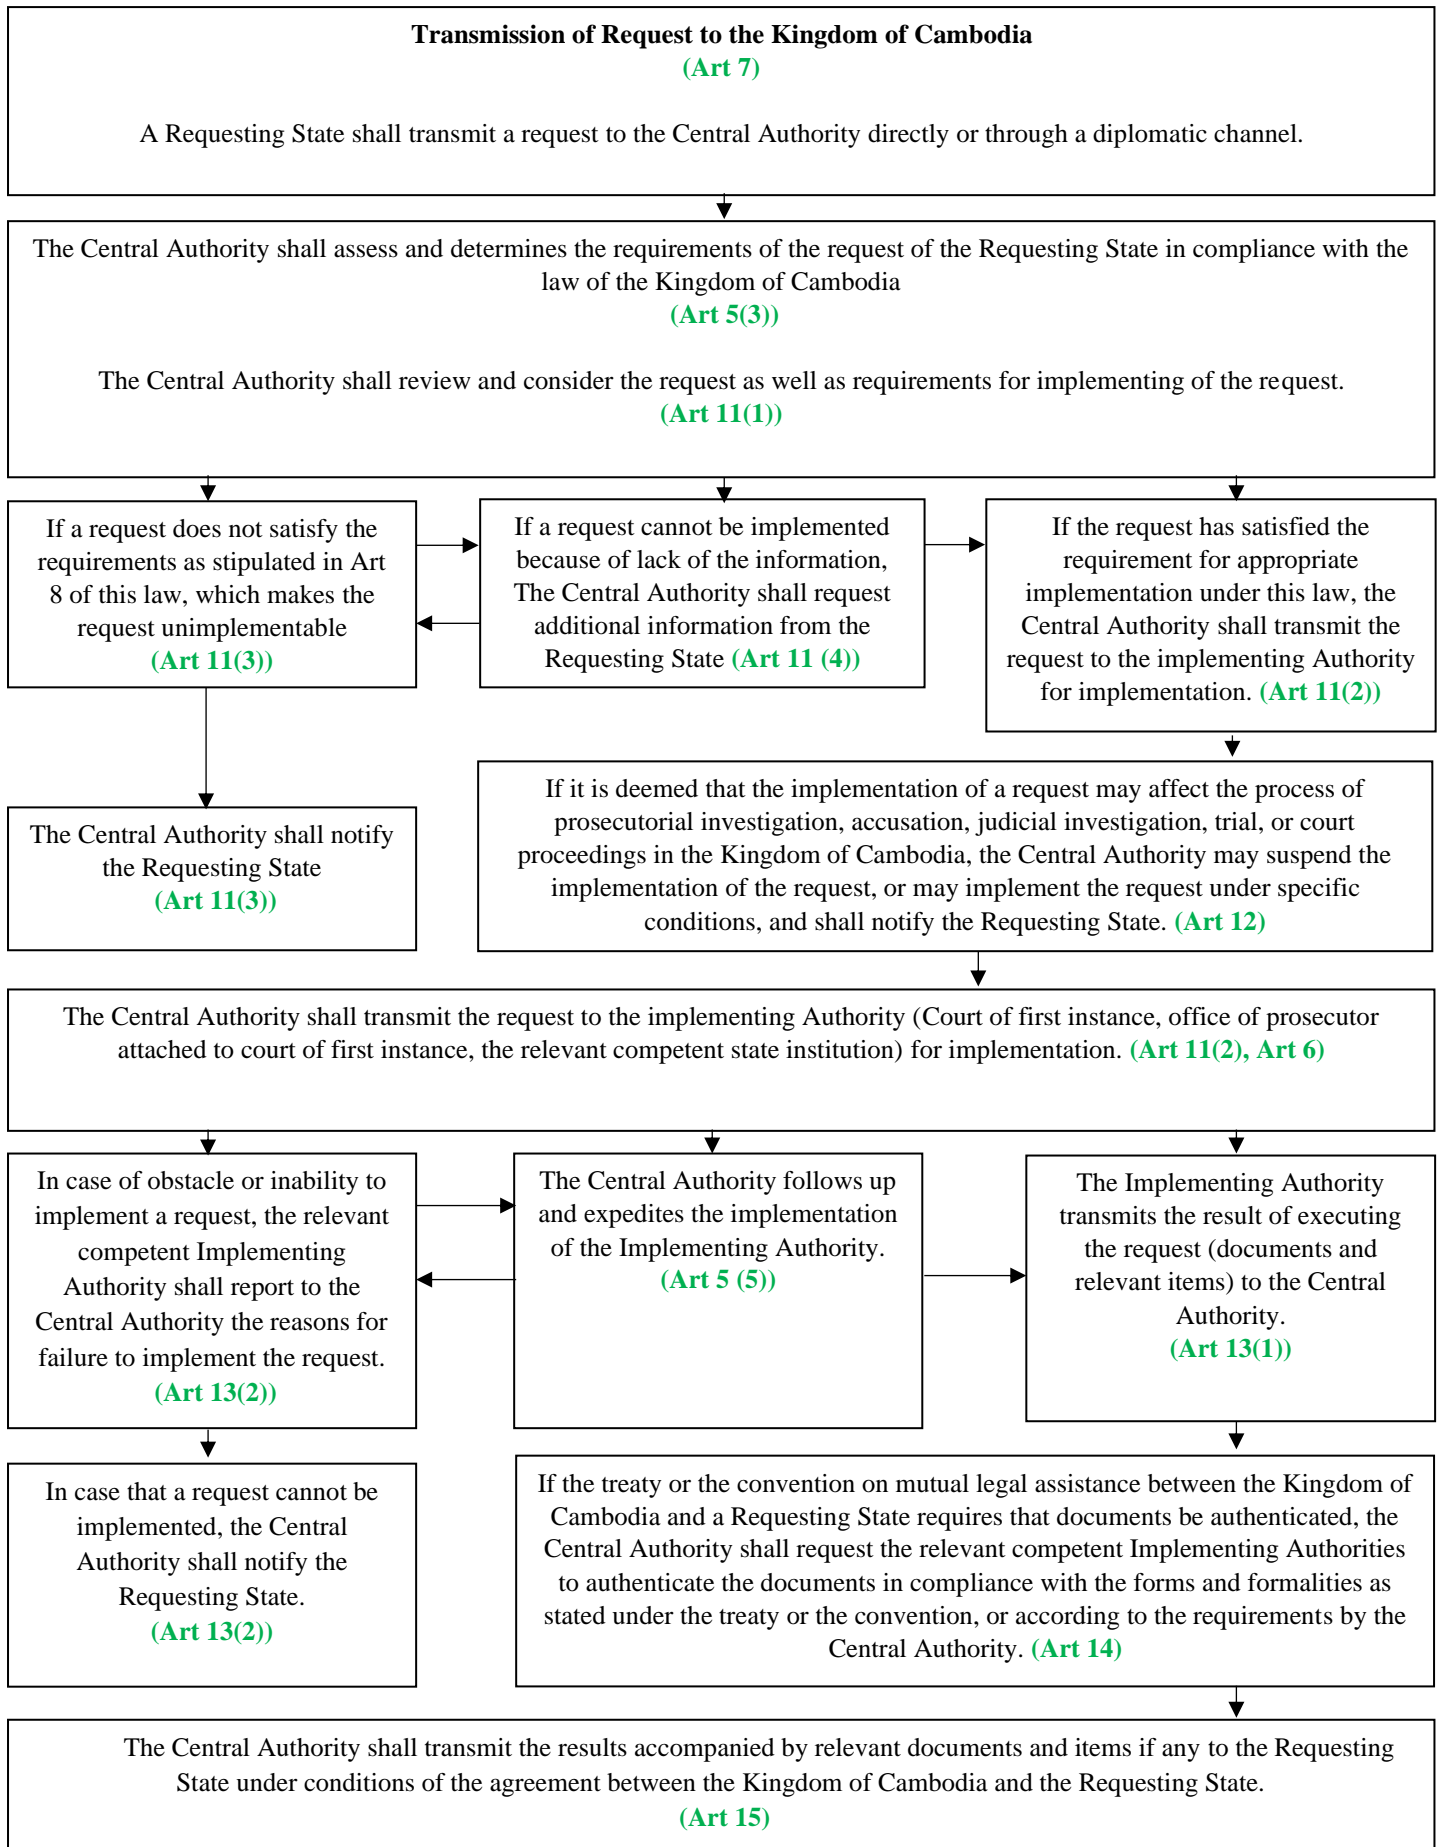 Transmission of Request to the Kingdom of Cambodia
(Art 7)
A Requesting State shall transmit a request to the Central Authority directly or through a diplomatic channel.
The Central Authority shall assess and determines the requirements of the request of the Requesting State in compliance with the
law of the Kingdom of Cambodia
(Art 5(3))
The Central Authority shall review and consider the request as well as requirements for implementing of the request.
(Art 11(1))
If a request does not satisfy the
requirements as stipulated in Art
8 of this law, which makes the
request unimplementable
(Art 11(3))
If a request cannot be implemented
because of lack of the information,
The Central Authority shall request
additional information from the
Requesting State (Art 11 (4))
If the request has satisfied the
requirement for appropriate
implementation under this law, the
Central Authority shall transmit the
request to the implementing Authority
for implementation. (Art 11(2))
The Central Authority shall notify
the Requesting State
(Art 11(3))
If it is deemed that the implementation of a request may affect the process of
prosecutorial investigation, accusation, judicial investigation, trial, or court
proceedings in the Kingdom of Cambodia, the Central Authority may suspend the
implementation of the request, or may implement the request under specific
conditions, and shall notify the Requesting State. (Art 12)
The Central Authority shall transmit the request to the implementing Authority (Court of first instance, office of prosecutor
attached to court of first instance, the relevant competent state institution) for implementation. (Art 11(2), Art 6)
In case of obstacle or inability to
implement a request, the relevant
competent Implementing
Authority shall report to the
Central Authority the reasons for
failure to implement the request.
(Art 13(2))
The Central Authority follows up
and expedites the implementation
of the Implementing Authority.
(Art 5 (5))
The Implementing Authority
transmits the result of executing
the request (documents and
relevant items) to the Central
Authority.
(Art 13(1))
In case that a request cannot be
implemented, the Central
Authority shall notify the
Requesting State.
(Art 13(2))
If the treaty or the convention on mutual legal assistance between the Kingdom of
Cambodia and a Requesting State requires that documents be authenticated, the
Central Authority shall request the relevant competent Implementing Authorities
to authenticate the documents in compliance with the forms and formalities as
stated under the treaty or the convention, or according to the requirements by the
Central Authority. (Art 14)
The Central Authority shall transmit the results accompanied by relevant documents and items if any to the Requesting
State under conditions of the agreement between the Kingdom of Cambodia and the Requesting State.
(Art 15)